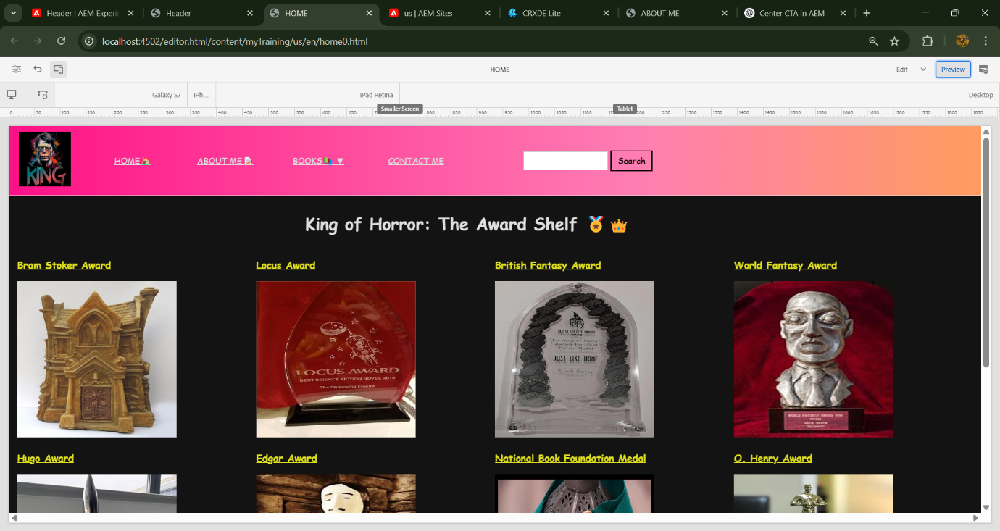 Header | AEM Experi
Header
HOME
us | AEM Sites
CRXDE Lite
ABOUT ME
Center CTA in AEM
localhost:4502/editor.html/content/myTraining/us/en/home0.html
HOME
Edit
Preview
Galaxy S7
iPh...
iPad Retina
Desktop
Smaller Screen
Tablet
0 50 100 150 200 250 300 350 400 450 500 550 600 650 800 850 900 950 1000 1050 1100 1250 1300 1350 1400 1450 1500 1550 1600 1650 1700 1750 1800 1850
KING
HOME🏠
ABOUT ME📝
BOOKS📚 ▼
CONTACT ME
Search
King of Horror: The Award Shelf 🏅 👑
Bram Stoker Award
Locus Award
British Fantasy Award
World Fantasy Award
LOCUS AWARD
BEST SCIENCE FICTION NOVEL 2018
The Collapsing Empire
JUST LIKE HOME
Hugo Award
Edgar Award
National Book Foundation Medal
O. Henry Award